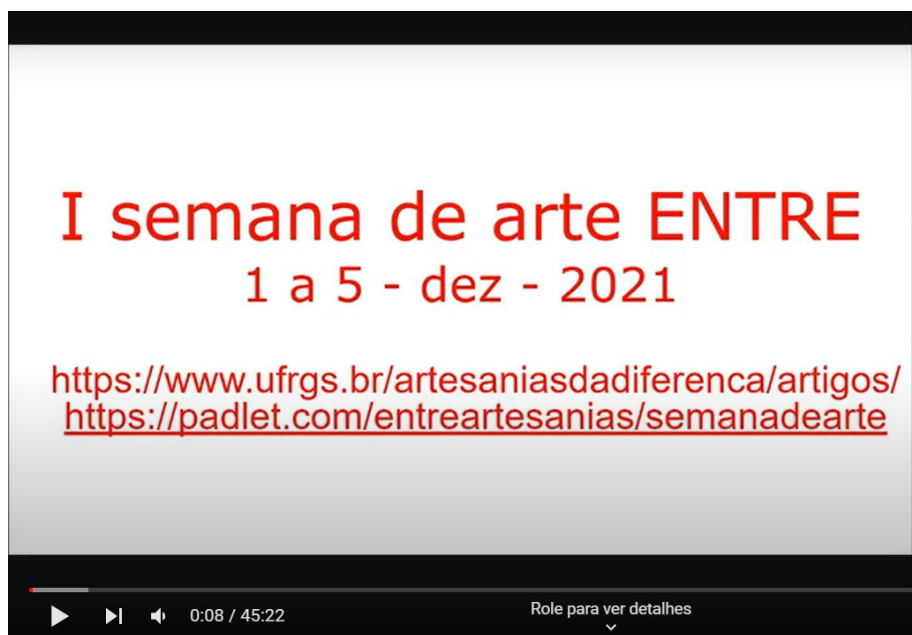 I semana de arte ENTRE
1 a 5 - dez - 2021
https://www.ufrgs.br/artesaniasdadiferenca/artigos/
https://padlet.com/entreartesanias/semanadearte
0:08 / 45:22
Role para ver detalhes